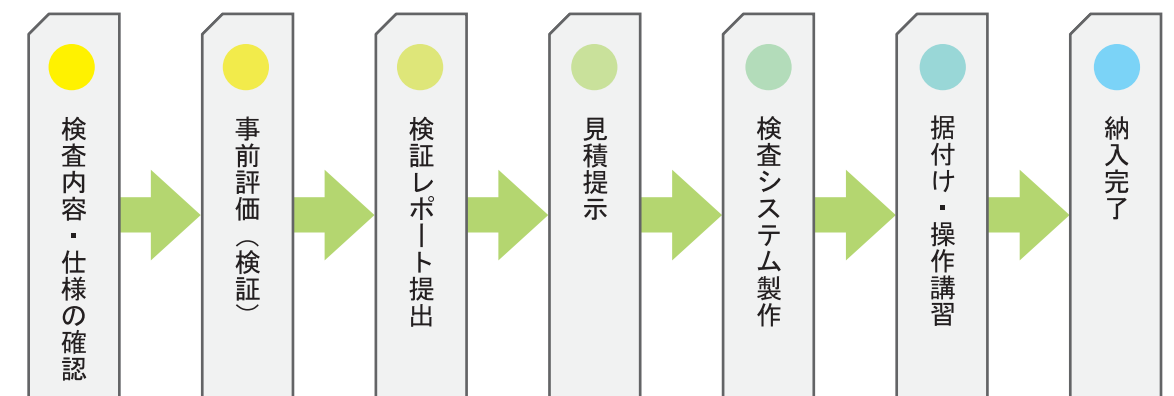 検査内容・仕様の確認
事前評価（検証）
検証レポート提出
見積提示
検査システム製作
据付け・操作講習
納入完了